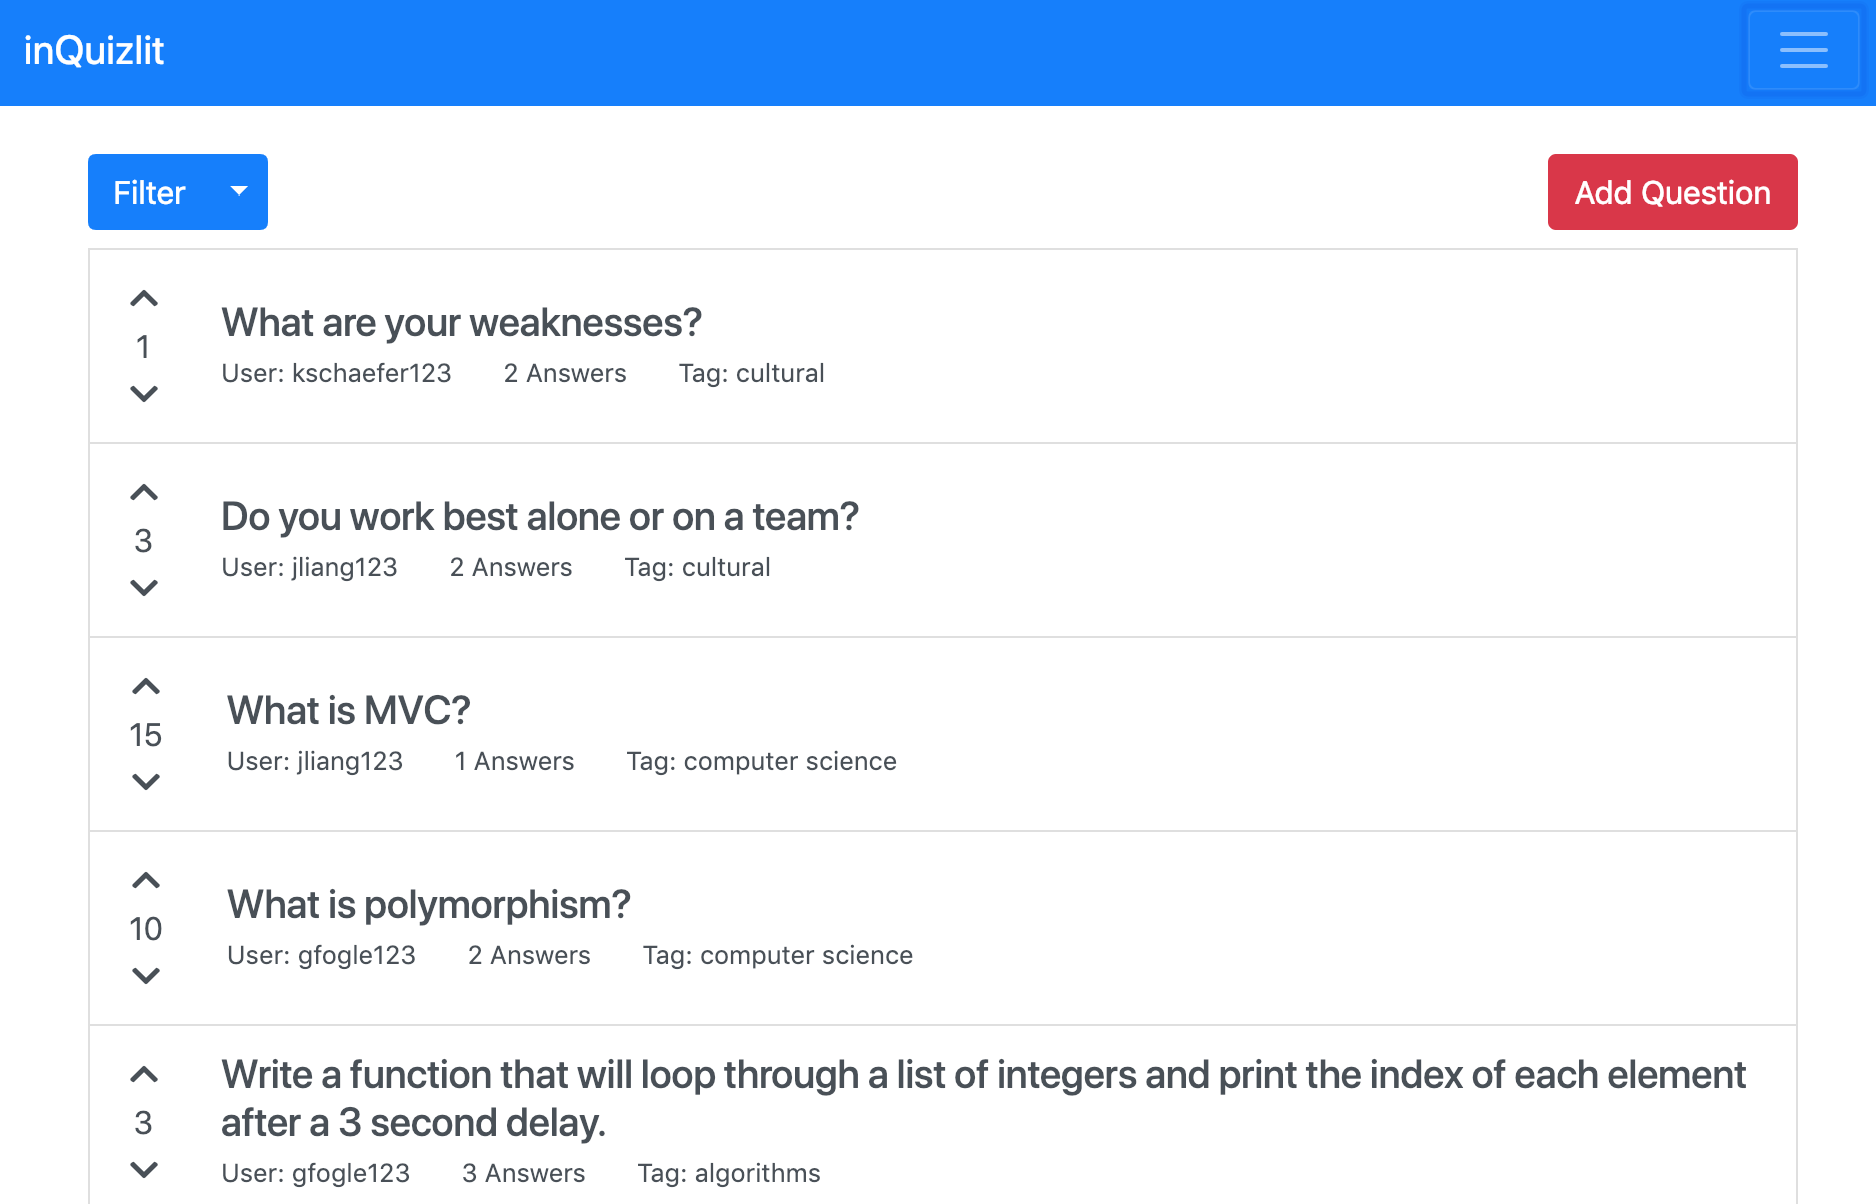 inQuizlit
Filter
Add Question
1
What are your weaknesses?
User: kschaefer123 2 Answers Tag: cultural
3
Do you work best alone or on a team?
User: jliang123 2 Answers Tag: cultural
15
What is MVC?
User: jliang123 1 Answers Tag: computer science
10
What is polymorphism?
User: gfogle123 2 Answers Tag: computer science
3
Write a function that will loop through a list of integers and print the index of each element
after a 3 second delay.
User: gfogle123 3 Answers Tag: algorithms